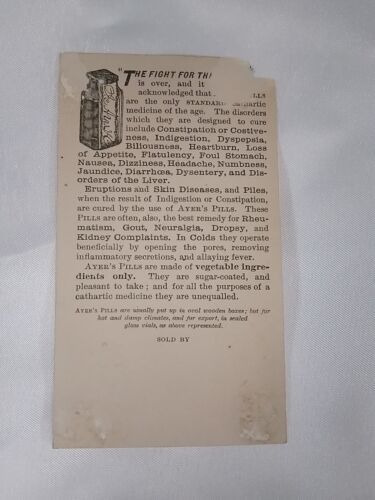 "THE FIGHT FOR TH
is over, and it
acknowledged that LLS
are the only STANDARD cathartic
medicine of the age. The disorders
which they are designed to cure
include Constipation or Costive-
ness, Indigestion, Dyspepsia,
Biliousness, Heartburn, Loss
of Appetite, Flatulency, Foul Stomach,
Nausea, Dizziness, Headache, Numbness,
Jaundice, Diarrhœa, Dysentery, and Dis-
orders of the Liver.
Eruptions and Skin Diseases, and Piles,
when the result of Indigestion or Constipation,
are cured by the use of AYER'S PILLS. These
PILLS are often, also, the best remedy for Rheu-
matism, Gout, Neuralgia, Dropsy, and
Kidney Complaints. In Colds they operate
beneficially by opening the pores, removing
inflammatory secretions, and allaying fever.
AYER'S PILLS are made of vegetable ingre-
dients only. They are sugar-coated, and
pleasant to take; and for all the purposes of a
cathartic medicine they are unequalled.
AYER'S PILLS are usually put up in oval wooden boxes; but for
hot and damp climates, and for export, in sealed
glass vials, as above represented.
SOLD BY